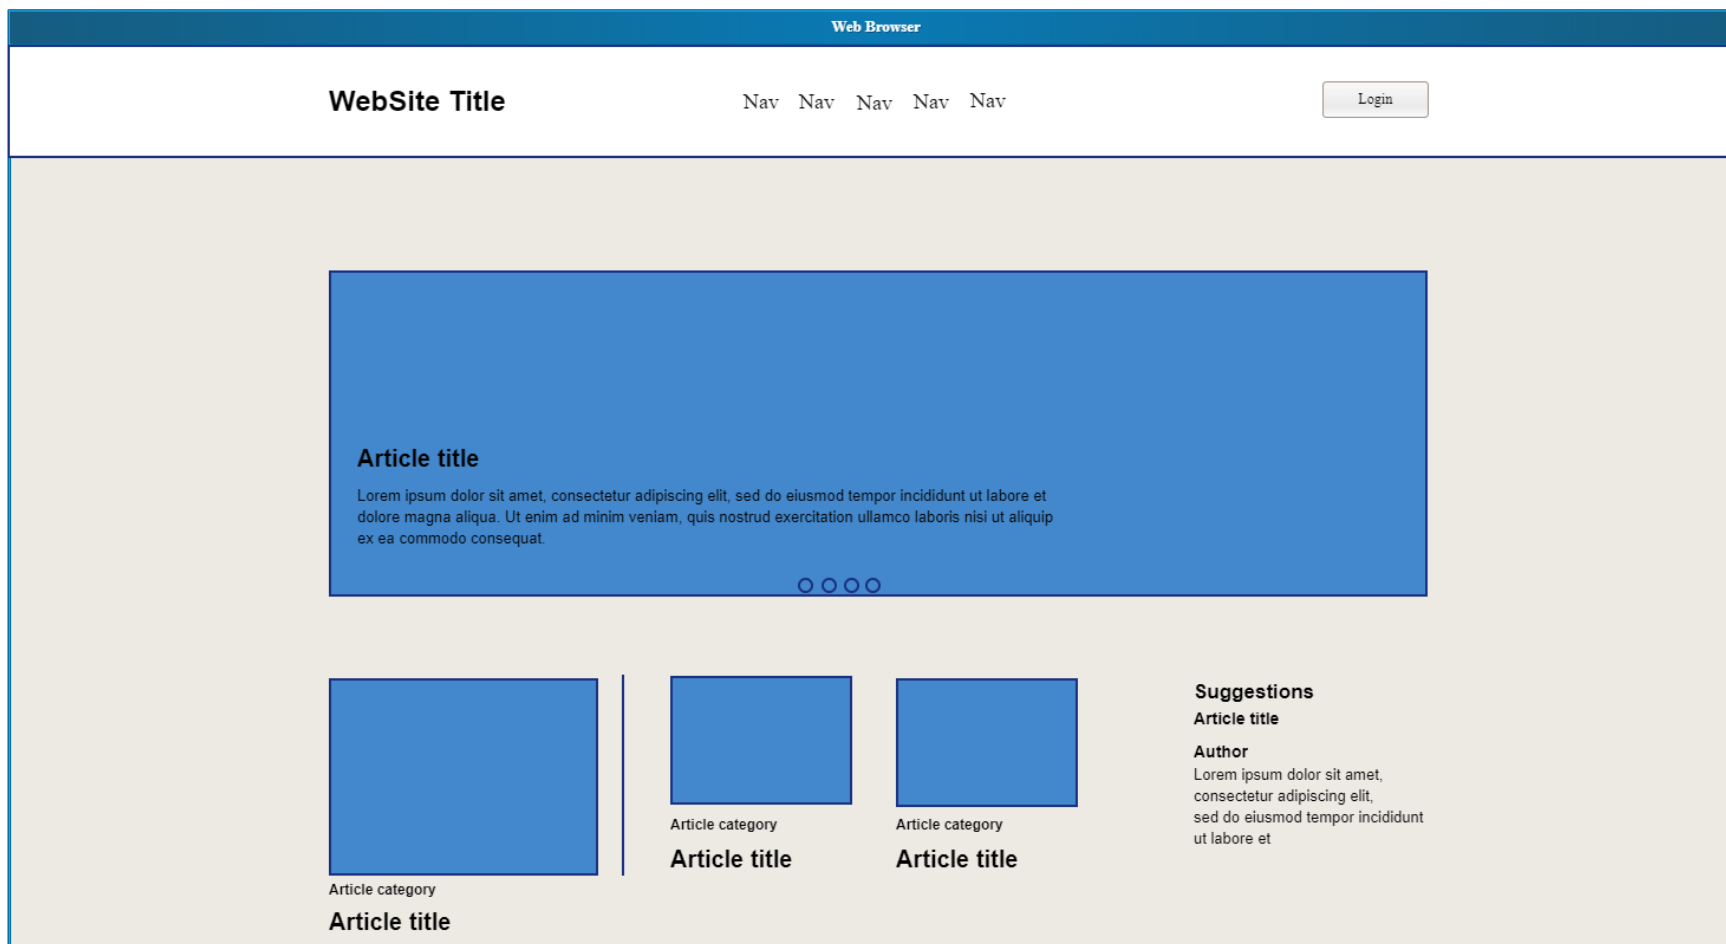 Web Browser
WebSite Title
Nav Nav Nav Nav Nav
Login
Article title
Lorem ipsum dolor sit amet, consectetur adipiscing elit, sed do eiusmod tempor incididunt ut labore et
dolore magna aliqua. Ut enim ad minim veniam, quis nostrud exercitation ullamco laboris nisi ut aliquip
ex ea commodo consequat.
Article category
Article title
Article category
Article title
Article category
Article title
Suggestions
Article title
Author
Lorem ipsum dolor sit amet,
consectetur adipiscing elit,
sed do eiusmod tempor incididunt
ut labore et